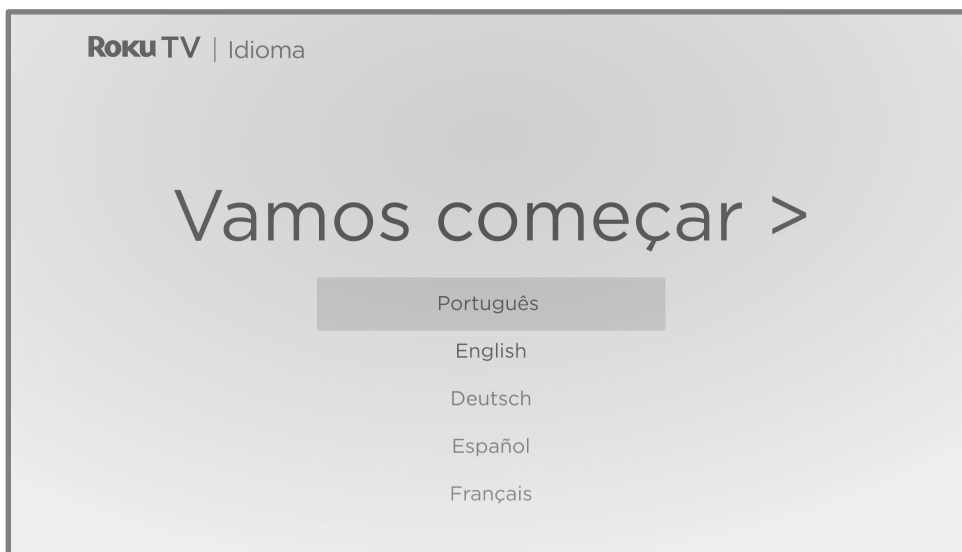 Roku TV | Idioma
Vamos começar >
Português
English
Deutsch
Español
Français